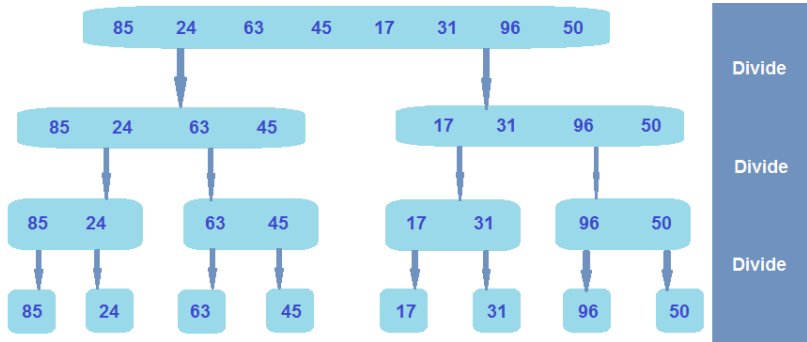 85 24 63 45 17 31 96 50
Divide
85 24 63 45
17 31 96 50
Divide
85 24
63 45
17 31
96 50
Divide
85
24
63
45
17
31
96
50